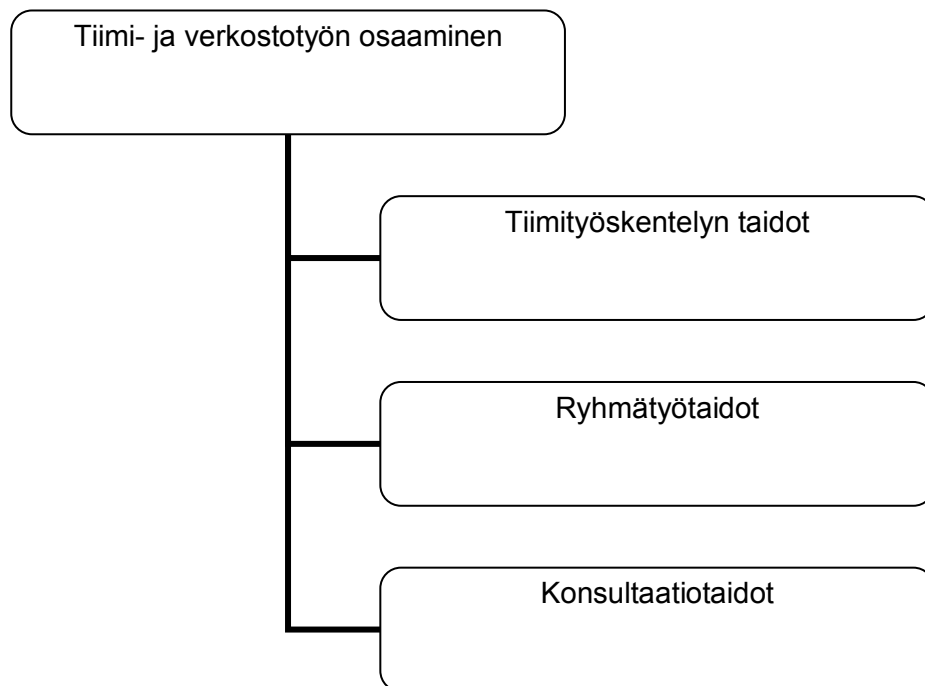 Tiimi- ja verkostotyön osaaminen
Tiimityöskentelyn taidot
Ryhmätyötaidot
Konsultaatiotaidot